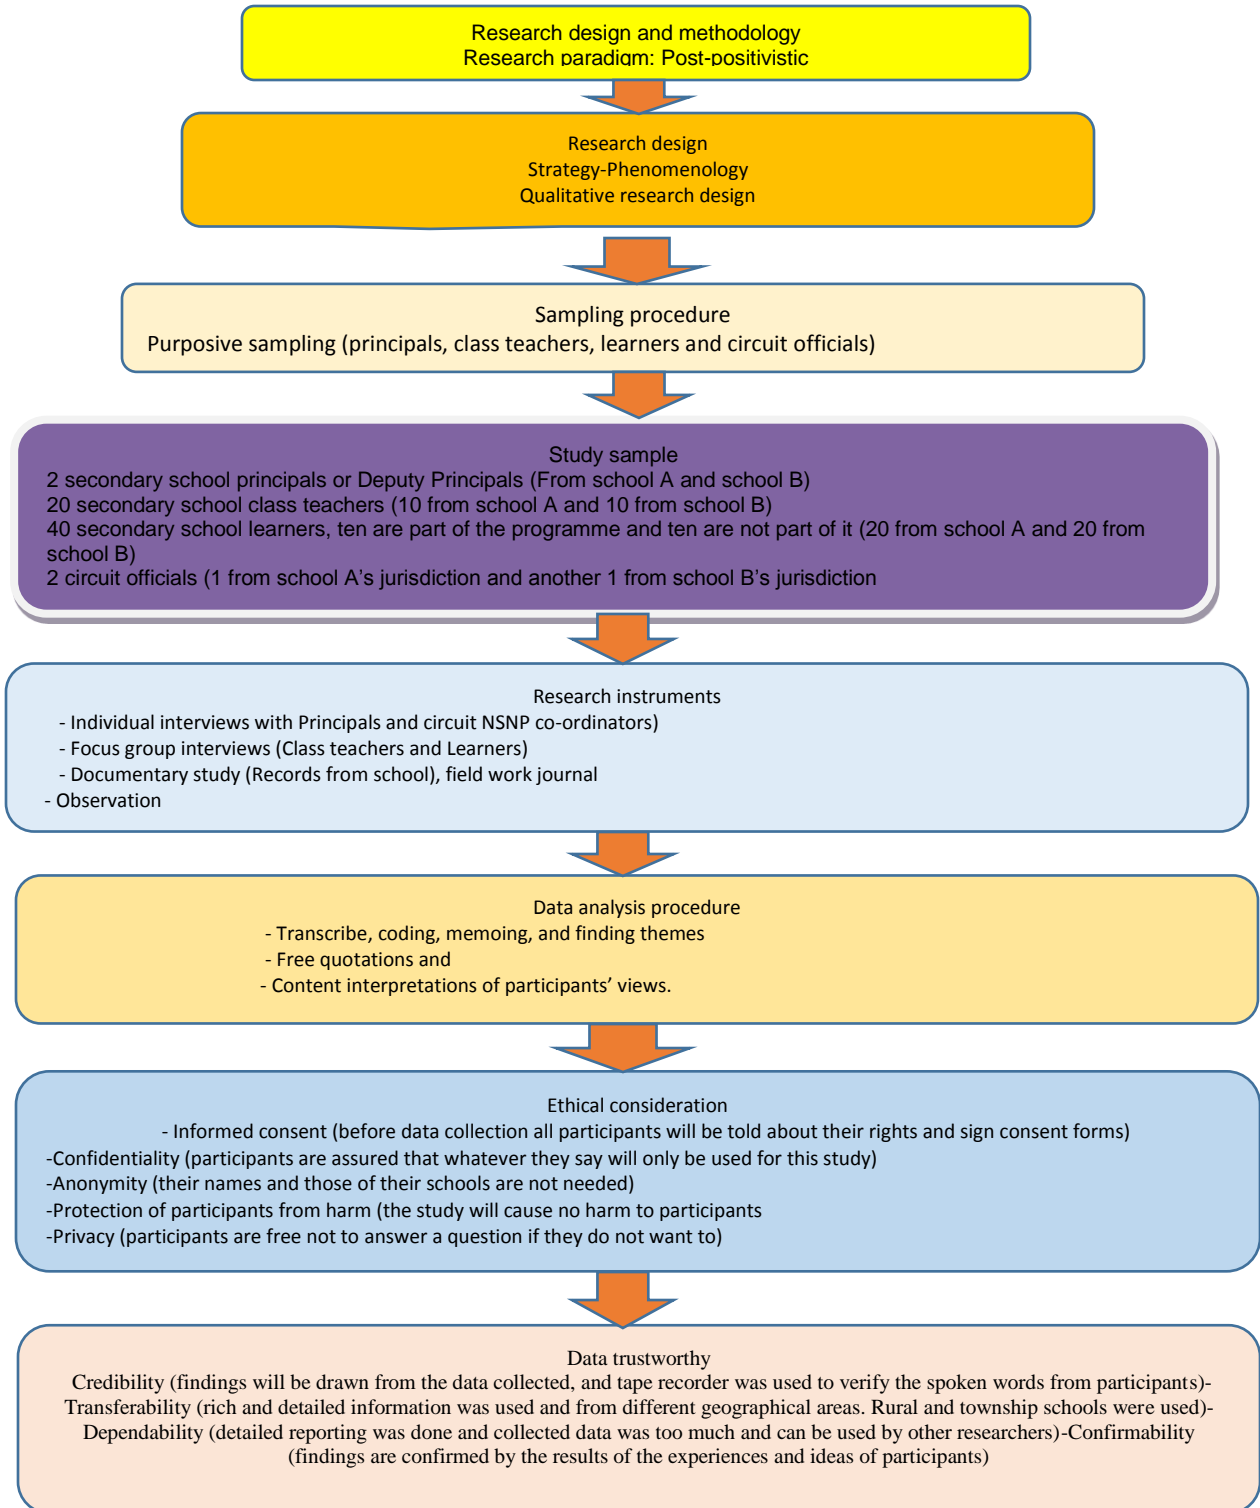 Research design and methodology
Research paradigm: Post-positivistic
Research design
Strategy-Phenomenology
Qualitative research design
Sampling procedure
Purposive sampling (principals, class teachers, learners and circuit officials)
Study sample
2 secondary school principals or Deputy Principals (From school A and school B)
20 secondary school class teachers (10 from school A and 10 from school B)
40 secondary school learners, ten are part of the programme and ten are not part of it (20 from school A and 20 from
school B)
2 circuit officials (1 from school A’s jurisdiction and another 1 from school B’s jurisdiction
Research instruments
- Individual interviews with Principals and circuit NSNP co-ordinators)
- Focus group interviews (Class teachers and Learners)
- Documentary study (Records from school), field work journal
- Observation
Data analysis procedure
- Transcribe, coding, memoing, and finding themes
- Free quotations and
- Content interpretations of participants’ views.
Ethical consideration
- Informed consent (before data collection all participants will be told about their rights and sign consent forms)
-Confidentiality (participants are assured that whatever they say will only be used for this study)
-Anonymity (their names and those of their schools are not needed)
-Protection of participants from harm (the study will cause no harm to participants
-Privacy (participants are free not to answer a question if they do not want to)
Data trustworthy
Credibility (findings will be drawn from the data collected, and tape recorder was used to verify the spoken words from participants)-
Transferability (rich and detailed information was used and from different geographical areas. Rural and township schools were used)-
Dependability (detailed reporting was done and collected data was too much and can be used by other researchers)-Confirmability
(findings are confirmed by the results of the experiences and ideas of participants)